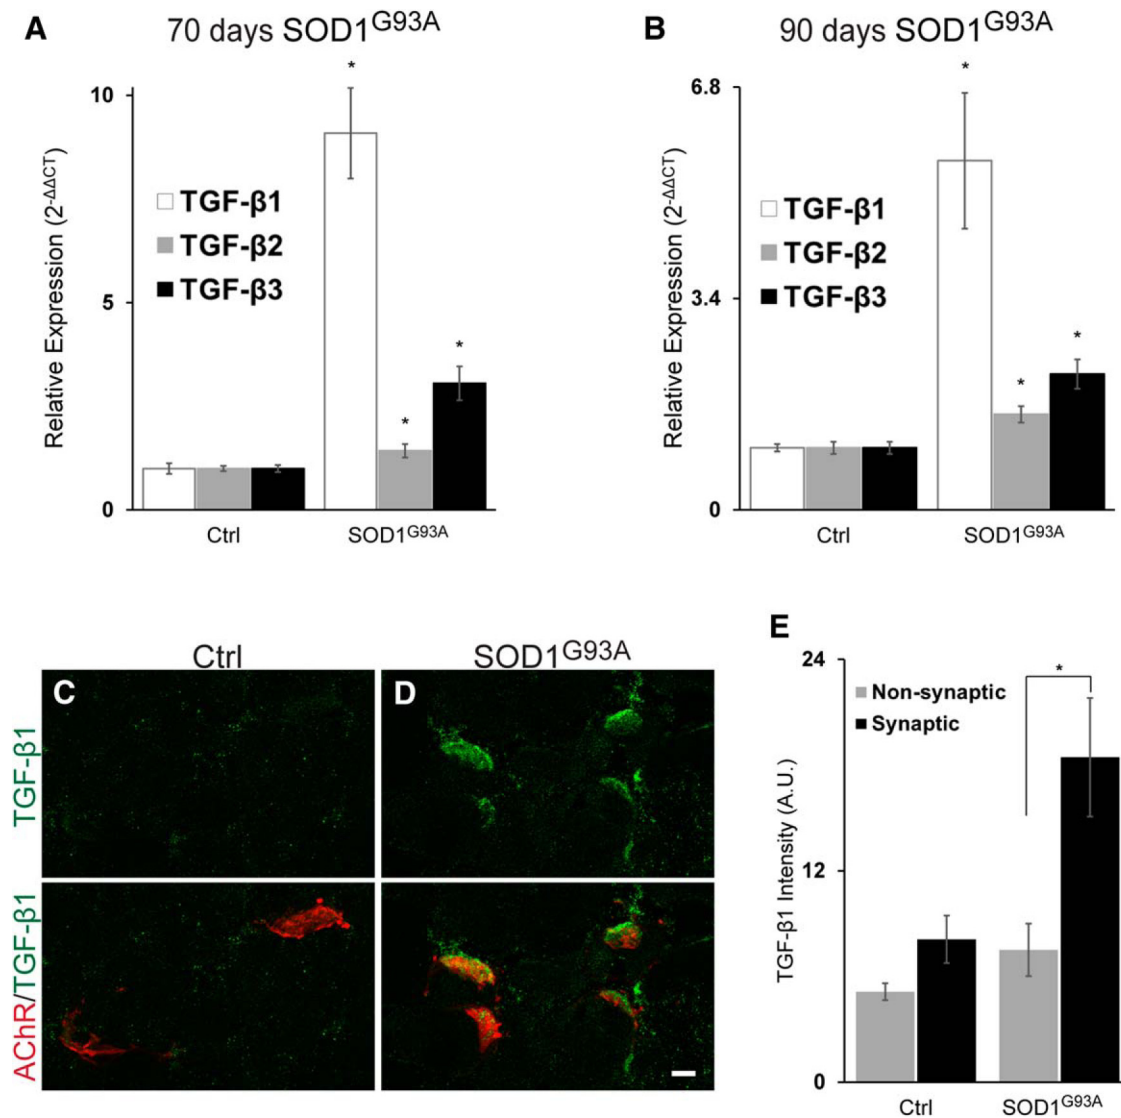 A
70 days SOD1G93A
*
10
5
0
Relative Expression (2-ΔΔCT)
TGF-β1
TGF-β2
TGF-β3
*
*
Ctrl
SOD1G93A
B
90 days SOD1G93A
*
6.8
3.4
0
Relative Expression (2-ΔΔCT)
TGF-β1
TGF-β2
TGF-β3
*
*
Ctrl
SOD1G93A
Ctrl
SOD1G93A
C
D
TGF-β1
AChR/TGF-β1
E
24
12
0
TGF-β1 Intensity (A.U.)
Non-synaptic
Synaptic
*
Ctrl
SOD1G93A